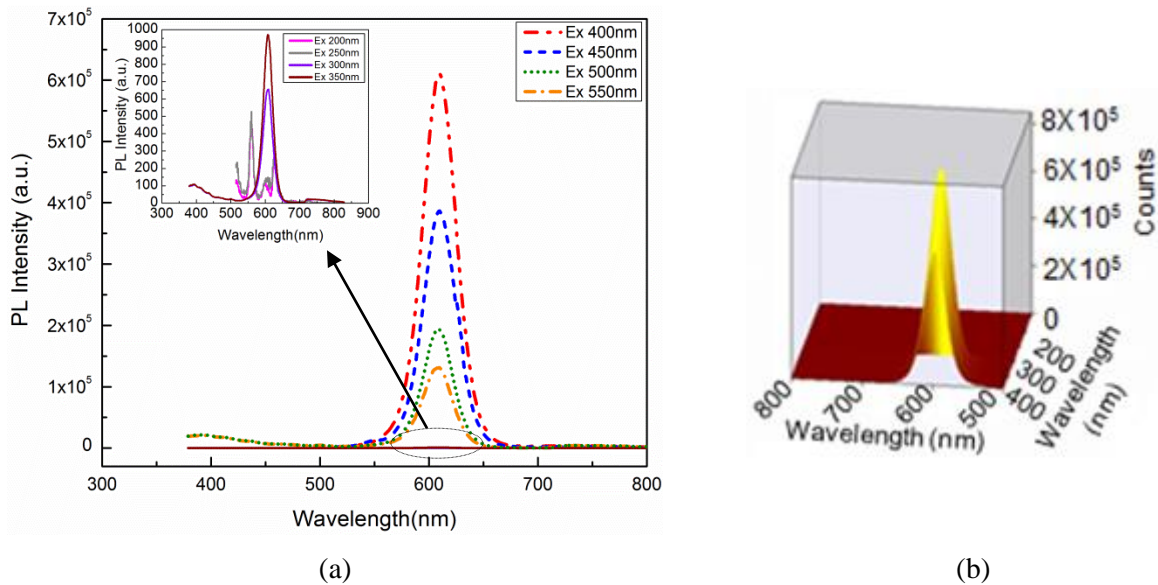 7x10⁵
6x10⁵
5x10⁵
4x10⁵
3x10⁵
2x10⁵
1x10⁵
0
PL Intensity (a.u.)
300 400 500 600 700 800
Wavelength(nm)
Ex 400nm
Ex 450nm
Ex 500nm
Ex 550nm
1000
900
800
700
600
500
400
300
200
100
0
PL Intensity (a.u.)
300 400 500 600 700 800 900
Wavelength(nm)
Ex 200nm
Ex 250nm
Ex 300nm
Ex 350nm
(a)
8X10⁵
6X10⁵
4X10⁵
2X10⁵
0
Counts
200
300
400
Wavelength
(nm)
800 700 600 500
Wavelength (nm)
(b)